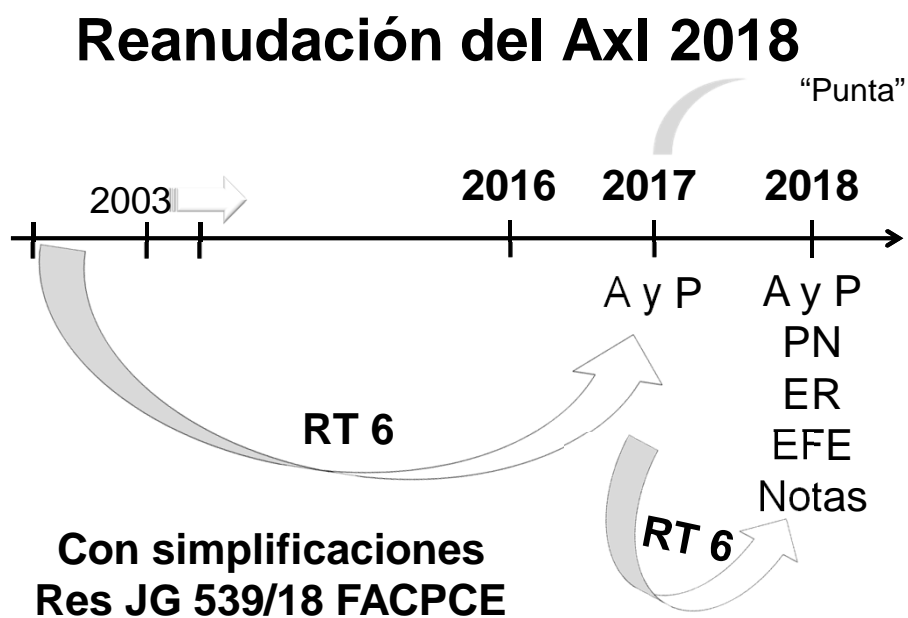 Reanudación del AxI 2018
“Punta”
2003
2016
2017
2018
A y P
A y P
PN
ER
EFE
Notas
RT 6
RT 6
Con simplificaciones
Res JG 539/18 FACPCE